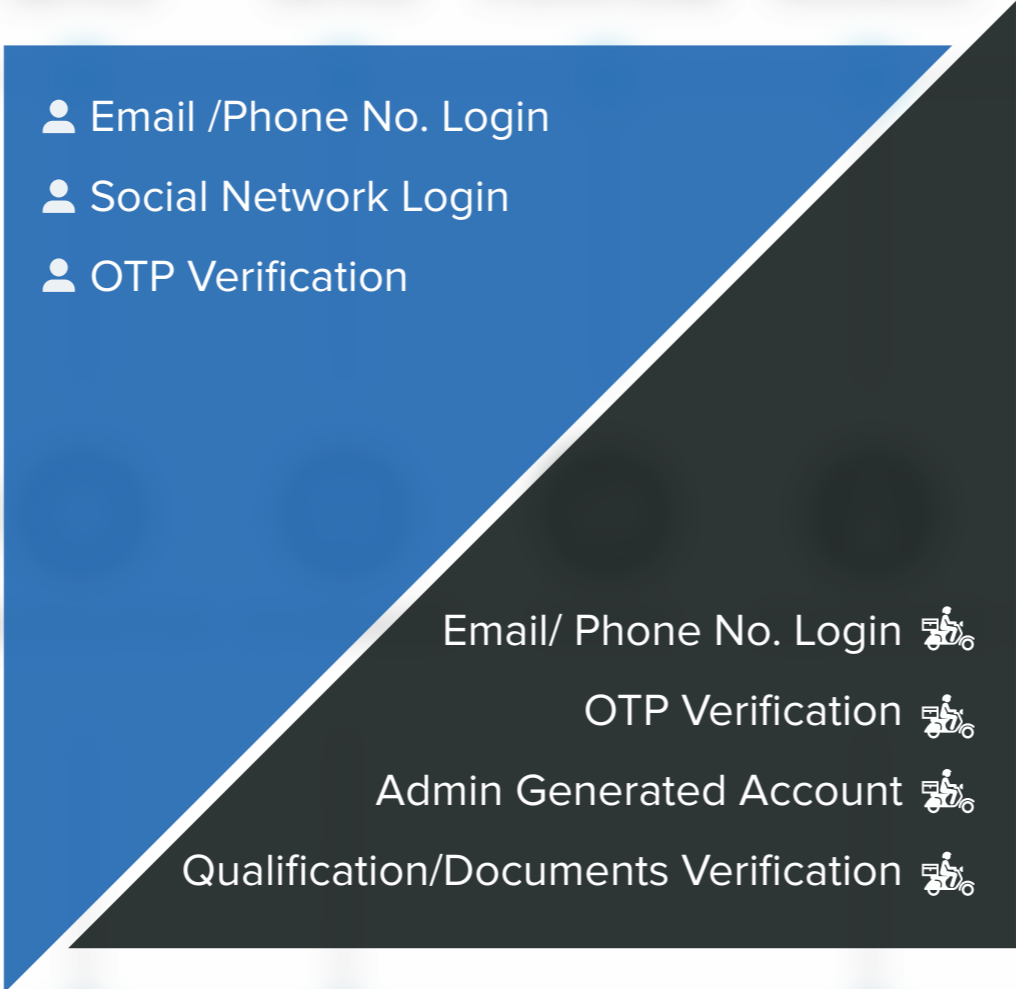 Email /Phone No. Login
Social Network Login
OTP Verification
Email/ Phone No. Login
OTP Verification
Admin Generated Account
Qualification/Documents Verification